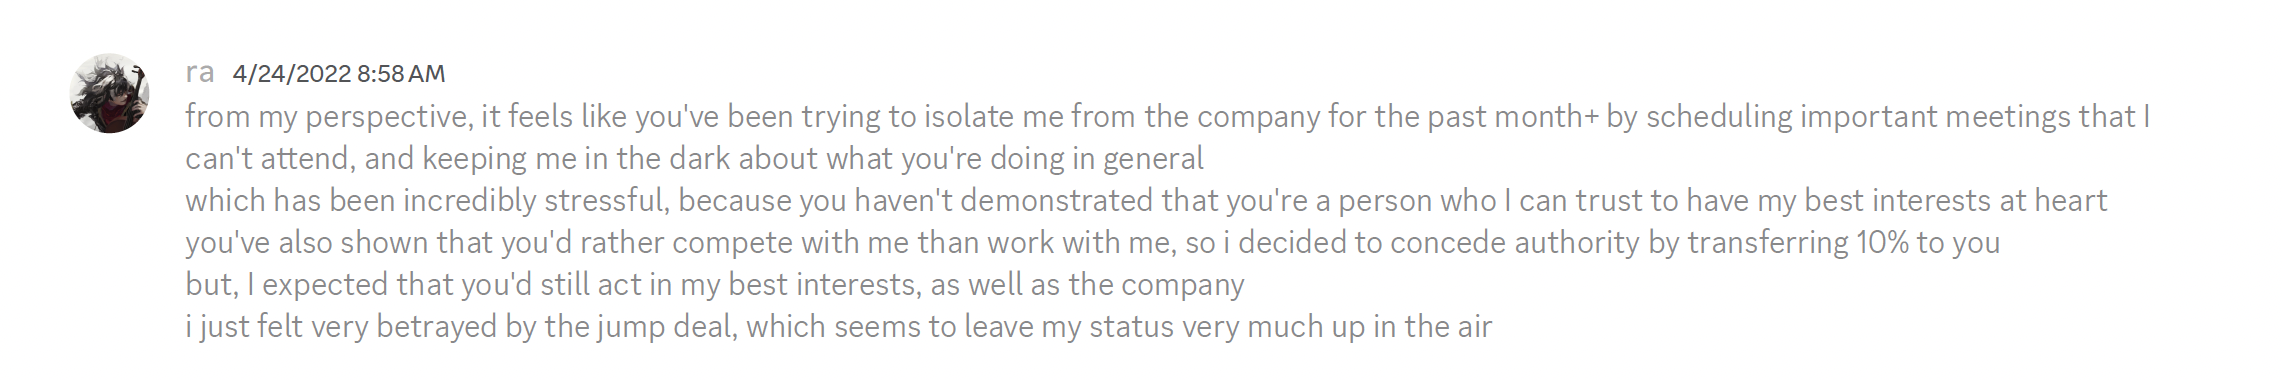 ra 4/24/2022 8:58 AM
from my perspective, it feels like you've been trying to isolate me from the company for the past month+ by scheduling important meetings that I
can't attend, and keeping me in the dark about what you're doing in general
which has been incredibly stressful, because you haven't demonstrated that you're a person who I can trust to have my best interests at heart
you've also shown that you'd rather compete with me than work with me, so i decided to concede authority by transferring 10% to you
but, I expected that you'd still act in my best interests, as well as the company
i just felt very betrayed by the jump deal, which seems to leave my status very much up in the air